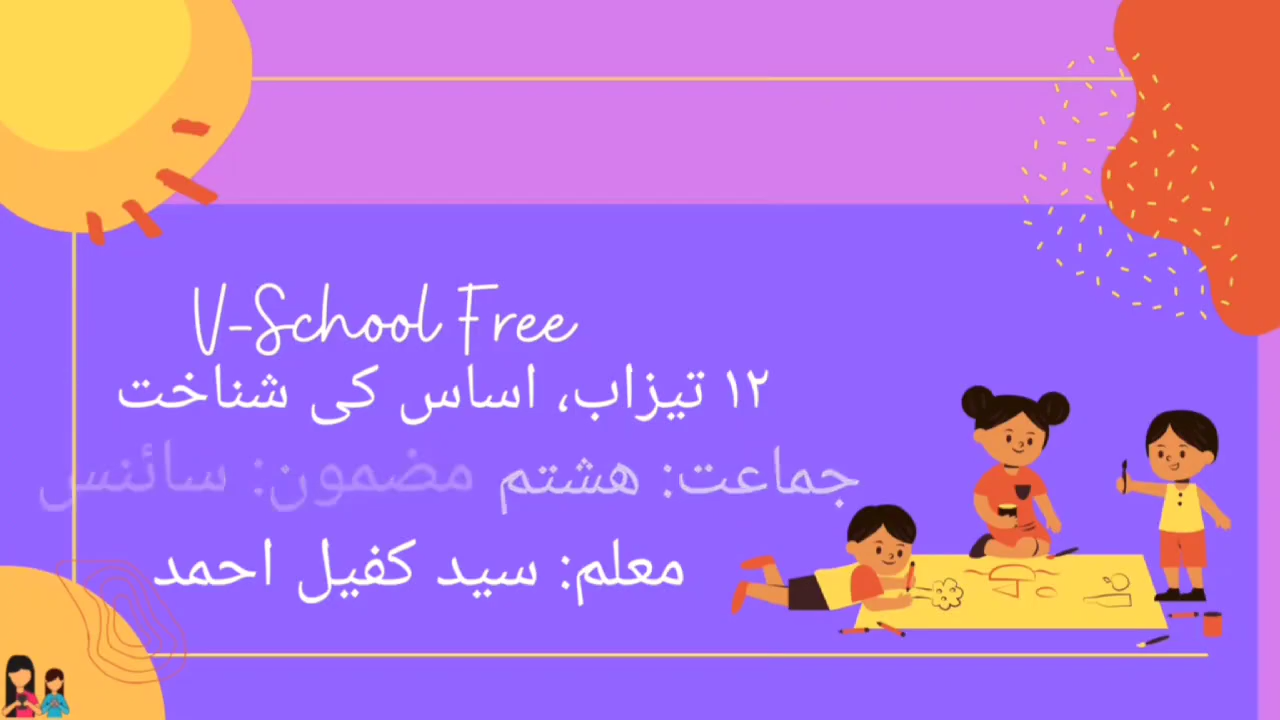 V-School Free
۱۲ تیزاب، اساس کی شناخت
جماعت: ہشتم مضمون: سائنس
معلم: سید کفیل احمد